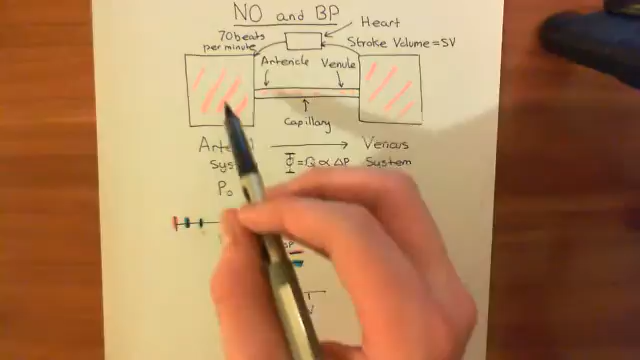 NO and BP
70 beats
per minute
Heart
Stroke Volume = SV
Arteriole
Venule
Capillary
Venous
System
Φ = Q ∝ ΔP
P₀